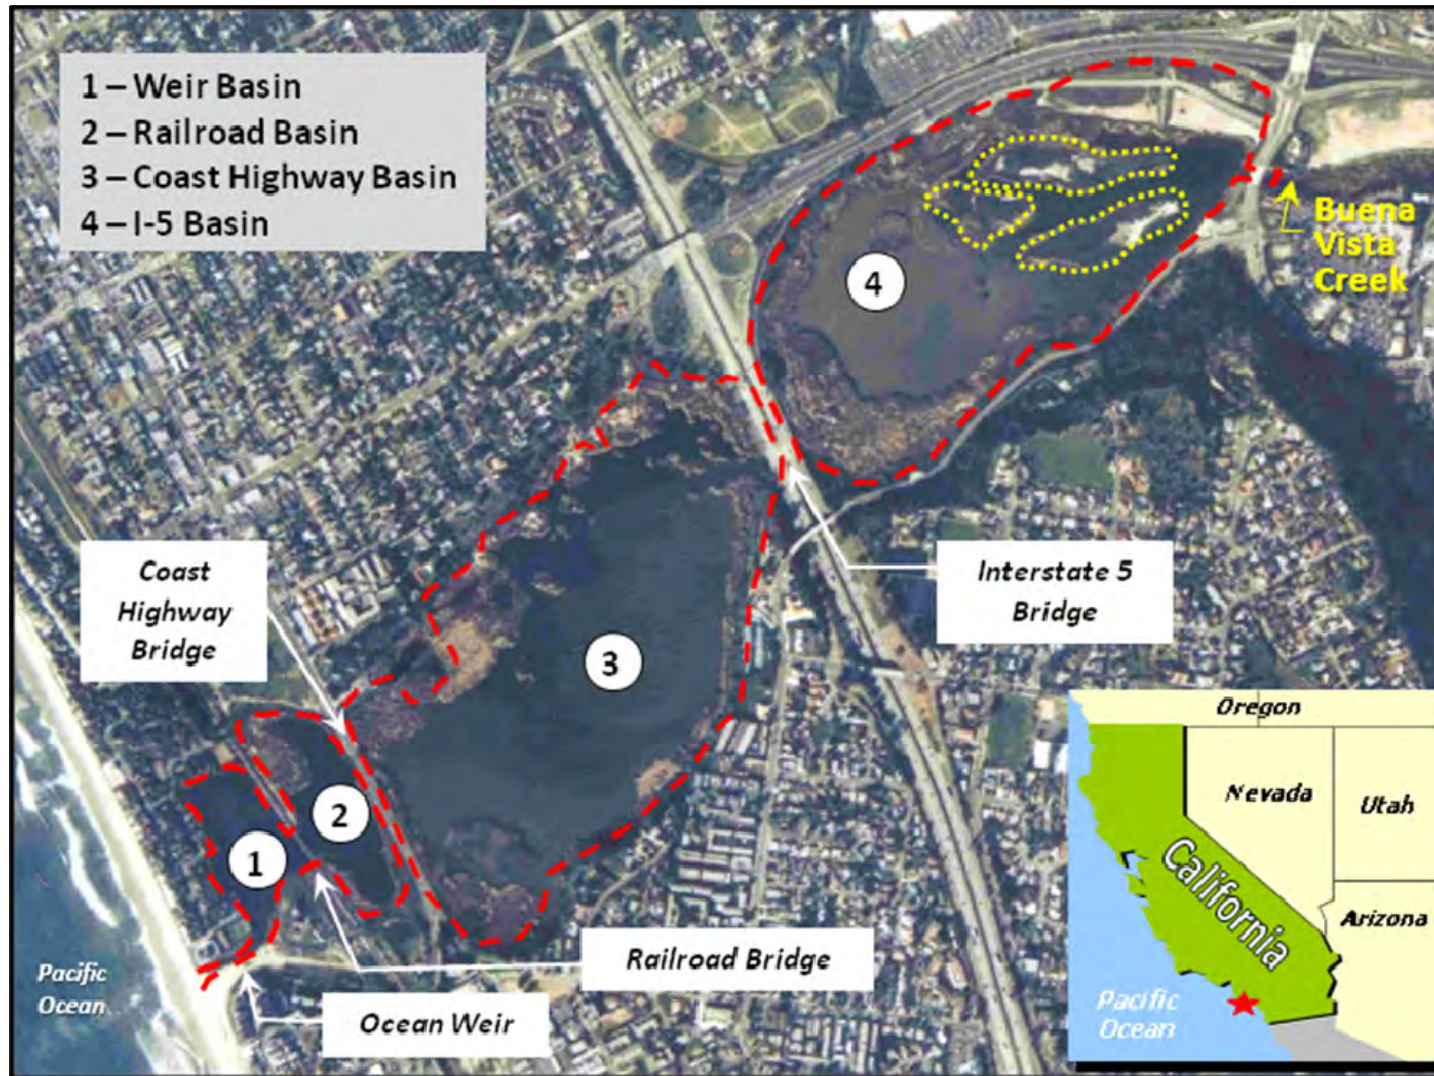 1 – Weir Basin
2 – Railroad Basin
3 – Coast Highway Basin
4 – I-5 Basin
4
Buena
Vista
Creek
Coast
Highway
Bridge
Interstate 5
Bridge
3
2
1
Railroad Bridge
Ocean Weir
Pacific
Ocean
Oregon
Nevada
Utah
California
Arizona
Pacific
Ocean